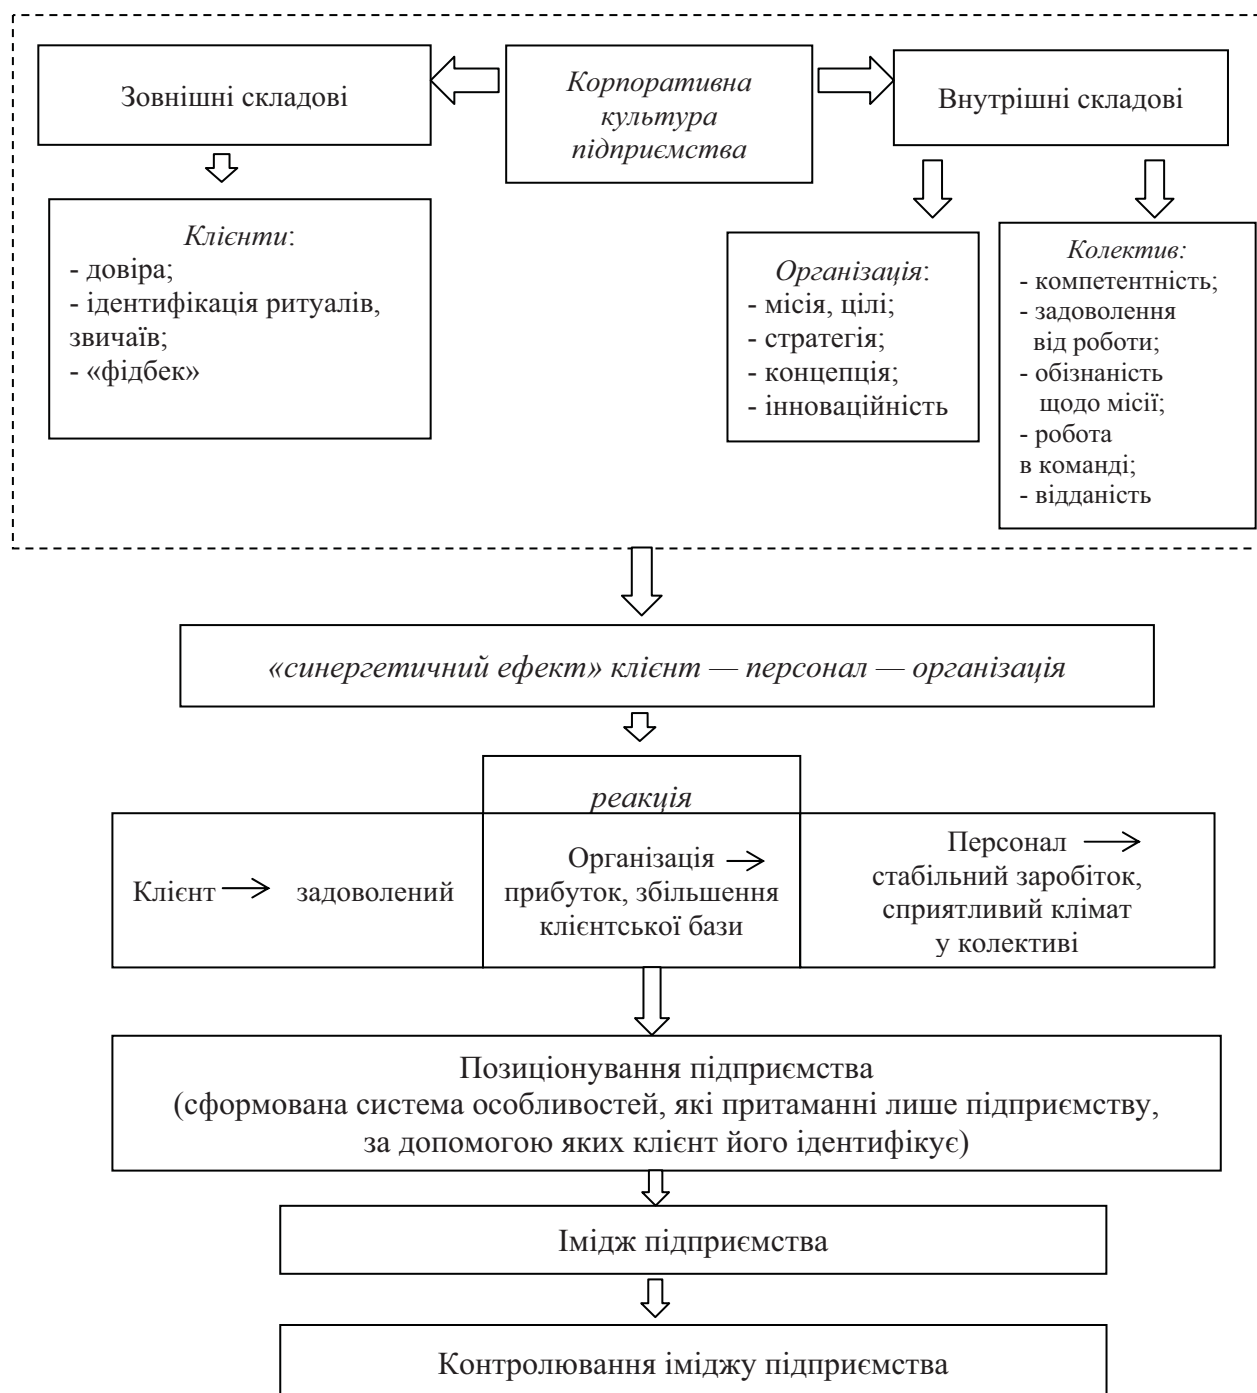 Зовнішні складові
Корпоративна
культура
підприємства
Внутрішні складові
Клієнти:
- довіра;
- ідентифікація ритуалів,
звичаїв;
- «фідбек»
Організація:
- місія, цілі;
- стратегія;
- концепція;
- інноваційність
Колектив:
- компетентність;
- задоволення
від роботи;
- обізнаність
щодо місії;
- робота
в команді;
- відданість
«синергетичний ефект» клієнт — персонал — організація
реакція
Клієнт → задоволений
Організація →
прибуток, збільшення
клієнтської бази
Персонал →
стабільний заробіток,
сприятливий клімат
у колективі
Позиціонування підприємства
(сформована система особливостей, які притаманні лише підприємству,
за допомогою яких клієнт його ідентифікує)
Імідж підприємства
Контролювання іміджу підприємства